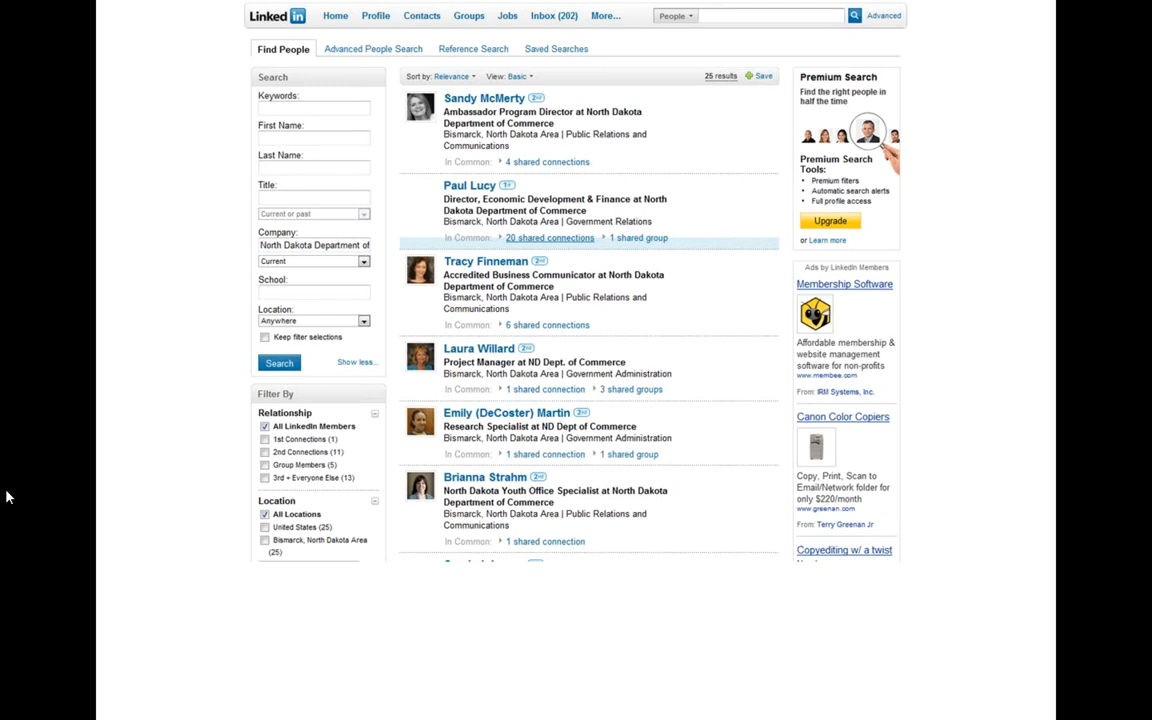 Linked in Home Profile Contacts Groups Jobs Inbox (202) More... People Advanced
Find People Advanced People Search Reference Search Saved Searches
Search
Keywords:
First Name:
Last Name:
Title:
Current or past
Company:
North Dakota Department of
Current
School:
Location:
Anywhere
Keep filter selections
Search Show less...
Filter By
Relationship
All LinkedIn Members
1st Connections (1)
2nd Connections (11)
Group Members (5)
3rd + Everyone Else (13)
Location
All Locations
United States (25)
Bismarck, North Dakota Area
(25)
Sort by: Relevance View: Basic 25 results Save
Sandy McMerty 2nd
Ambassador Program Director at North Dakota
Department of Commerce
Bismarck, North Dakota Area | Public Relations and
Communications
In Common: 4 shared connections
Paul Lucy 1st
Director, Economic Development & Finance at North
Dakota Department of Commerce
Bismarck, North Dakota Area | Government Relations
In Common: 20 shared connections 1 shared group
Tracy Finneman 2nd
Accredited Business Communicator at North Dakota
Department of Commerce
Bismarck, North Dakota Area | Public Relations and
Communications
In Common: 6 shared connections
Laura Willard 2nd
Project Manager at ND Dept. of Commerce
Bismarck, North Dakota Area | Government Administration
In Common: 1 shared connection 3 shared groups
Emily (DeCoster) Martin 2nd
Research Specialist at ND Dept of Commerce
Bismarck, North Dakota Area | Government Administration
In Common: 1 shared connection 1 shared group
Brianna Strahm 2nd
North Dakota Youth Office Specialist at North Dakota
Department of Commerce
Bismarck, North Dakota Area | Public Relations and
Communications
In Common: 1 shared connection
Premium Search
Find the right people in
half the time
Premium Search
Tools:
Premium filters
Automatic search alerts
Full profile access
Upgrade
or Learn more
Ads by LinkedIn Members
Membership Software
Affordable membership &
website management
software for non-profits
www.membee.com
From: IRM Systems, Inc.
Canon Color Copiers
Copy, Print, Scan to
Email/Network folder for
only $220/month
www.greenan.com
From: Terry Greenan Jr
Copyediting w/ a twist